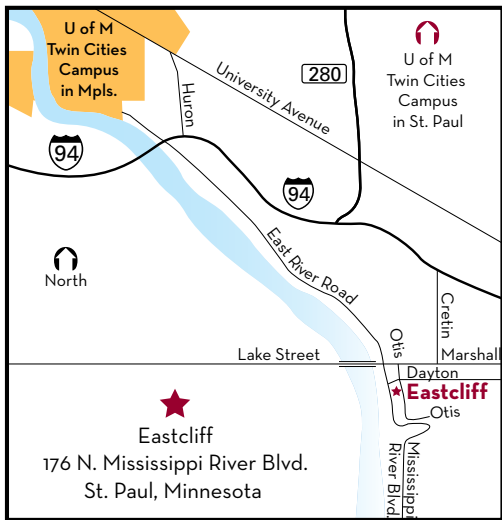 U of M
Twin Cities
Campus
in Mpls.
U of M
Twin Cities
Campus
in St. Paul
280
University Avenue
Huron
94
94
North
East River Road
Cretin
Otis
Lake Street
Marshall
Dayton
Eastcliff
Otis
Mississippi
River Blvd.
Eastcliff
176 N. Mississippi River Blvd.
St. Paul, Minnesota